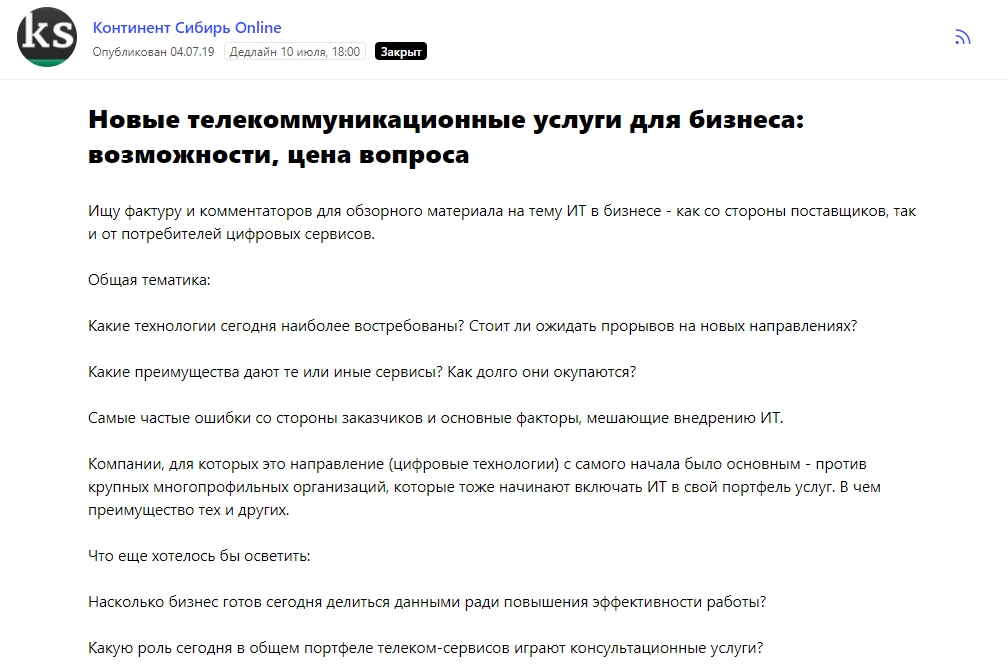 ks
Континент Сибирь Online
Опубликован 04.07.19 Дедлайн 10 июля, 18:00 Закрыт
Новые телекоммуникационные услуги для бизнеса:
возможности, цена вопроса
Ищу фактуру и комментаторов для обзорного материала на тему ИТ в бизнесе - как со стороны поставщиков, так
и от потребителей цифровых сервисов.
Общая тематика:
Какие технологии сегодня наиболее востребованы? Стоит ли ожидать прорывов на новых направлениях?
Какие преимущества дают те или иные сервисы? Как долго они окупаются?
Самые частые ошибки со стороны заказчиков и основные факторы, мешающие внедрению ИТ.
Компании, для которых это направление (цифровые технологии) с самого начала было основным - против
крупных многопрофильных организаций, которые тоже начинают включать ИТ в свой портфель услуг. В чем
преимущество тех и других.
Что еще хотелось бы осветить:
Насколько бизнес готов сегодня делиться данными ради повышения эффективности работы?
Какую роль сегодня в общем портфеле телеком-сервисов играют консультационные услуги?